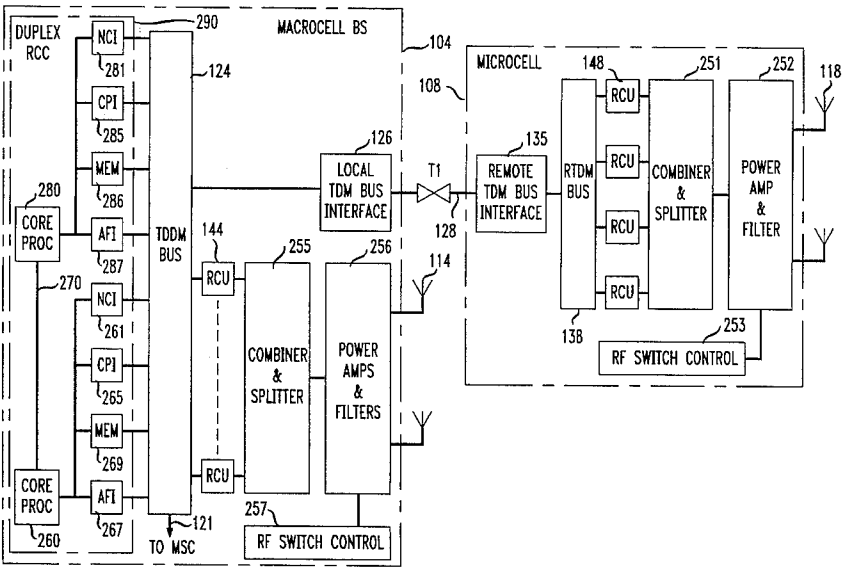 DUPLEX
RCC
290
MACROCELL BS
104
NCI
281
124
CPI
285
MEM
286
280
CORE
PROC
AFI
287
270
TDDM
BUS
NCI
261
CPI
265
MEM
269
CORE
PROC
260
AFI
267
121
TO MSC
126
LOCAL
TDM BUS
INTERFACE
144
RCU
RCU
255
COMBINER
&
SPLITTER
256
POWER
AMPS
&
FILTERS
114
257
RF SWITCH CONTROL
T1
128
MICROCELL
108
135
REMOTE
TDM BUS
INTERFACE
RTDM
BUS
138
148
RCU
RCU
RCU
RCU
251
COMBINER
&
SPLITTER
252
POWER
AMP
&
FILTER
118
253
RF SWITCH CONTROL